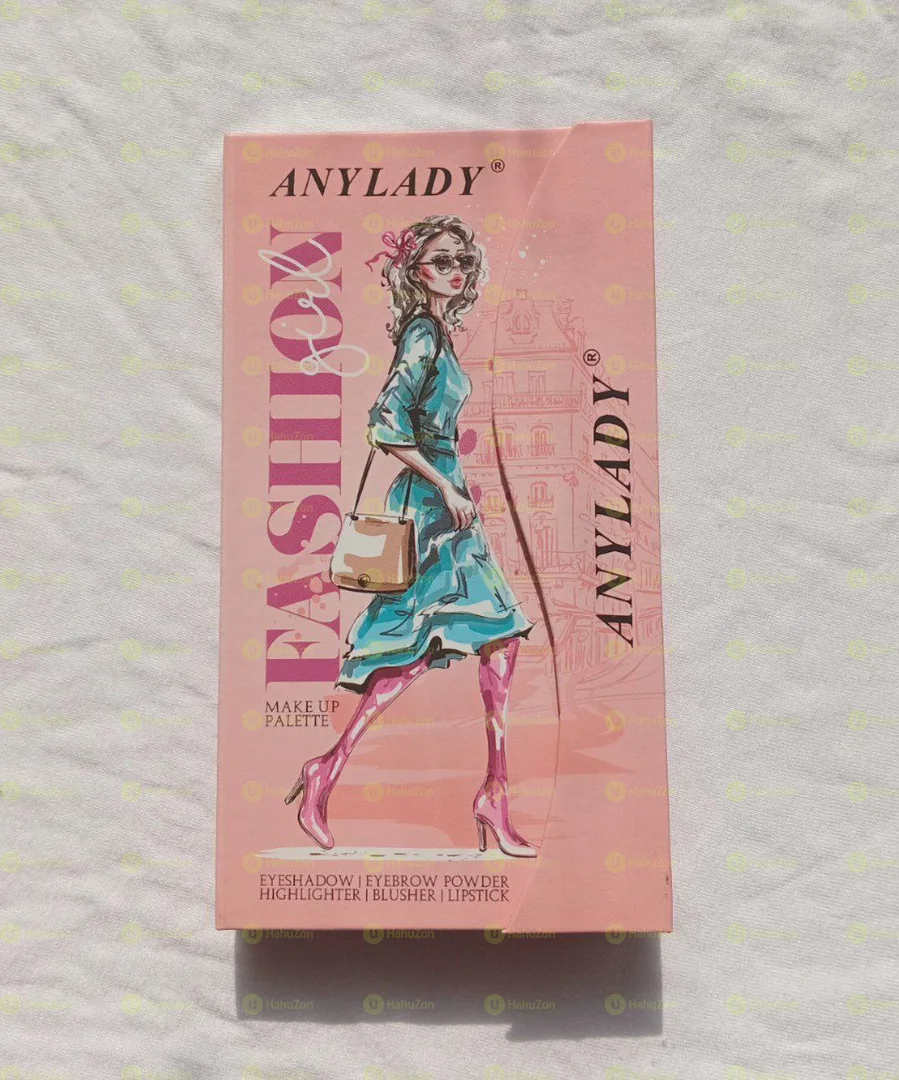 ANYLADY®
FASHION
girl
ANYLADY®
MAKE UP
PALETTE
EYESHADOW | EYEBROW POWDER
HIGHLIGHTER | BLUSHER | LIPSTICK
HahuZon